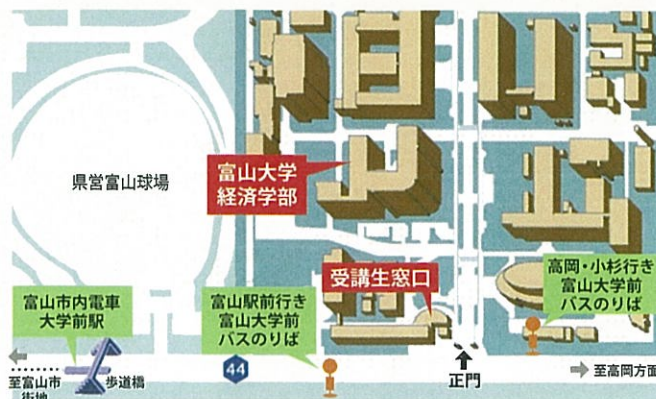 県営富山球場
富山大学
経済学部
受講生窓口
高岡・小杉行き
富山大学前
バスのりば
富山市内電車
大学前駅
富山駅前行き
富山大学前
バスのりば
44
至富山市
街地
歩道橋
正門
至高岡方面